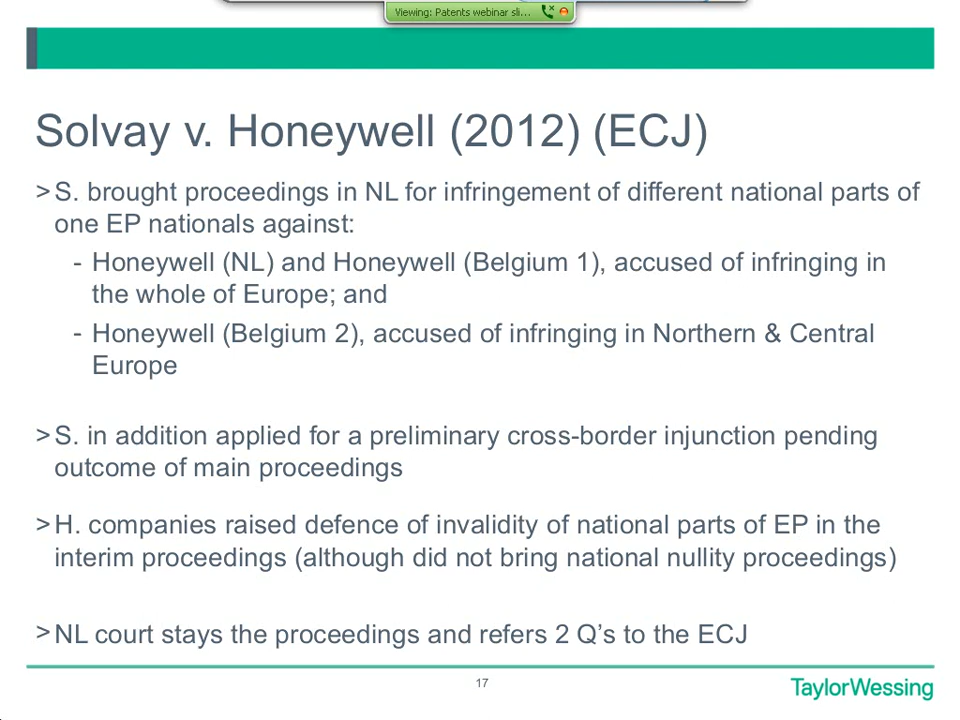 Viewing: Patents webinar sli...
Solvay v. Honeywell (2012) (ECJ)
> S. brought proceedings in NL for infringement of different national parts of
one EP nationals against:
- Honeywell (NL) and Honeywell (Belgium 1), accused of infringing in
the whole of Europe; and
- Honeywell (Belgium 2), accused of infringing in Northern & Central
Europe
> S. in addition applied for a preliminary cross-border injunction pending
outcome of main proceedings
> H. companies raised defence of invalidity of national parts of EP in the
interim proceedings (although did not bring national nullity proceedings)
> NL court stays the proceedings and refers 2 Q’s to the ECJ
17
TaylorWessing